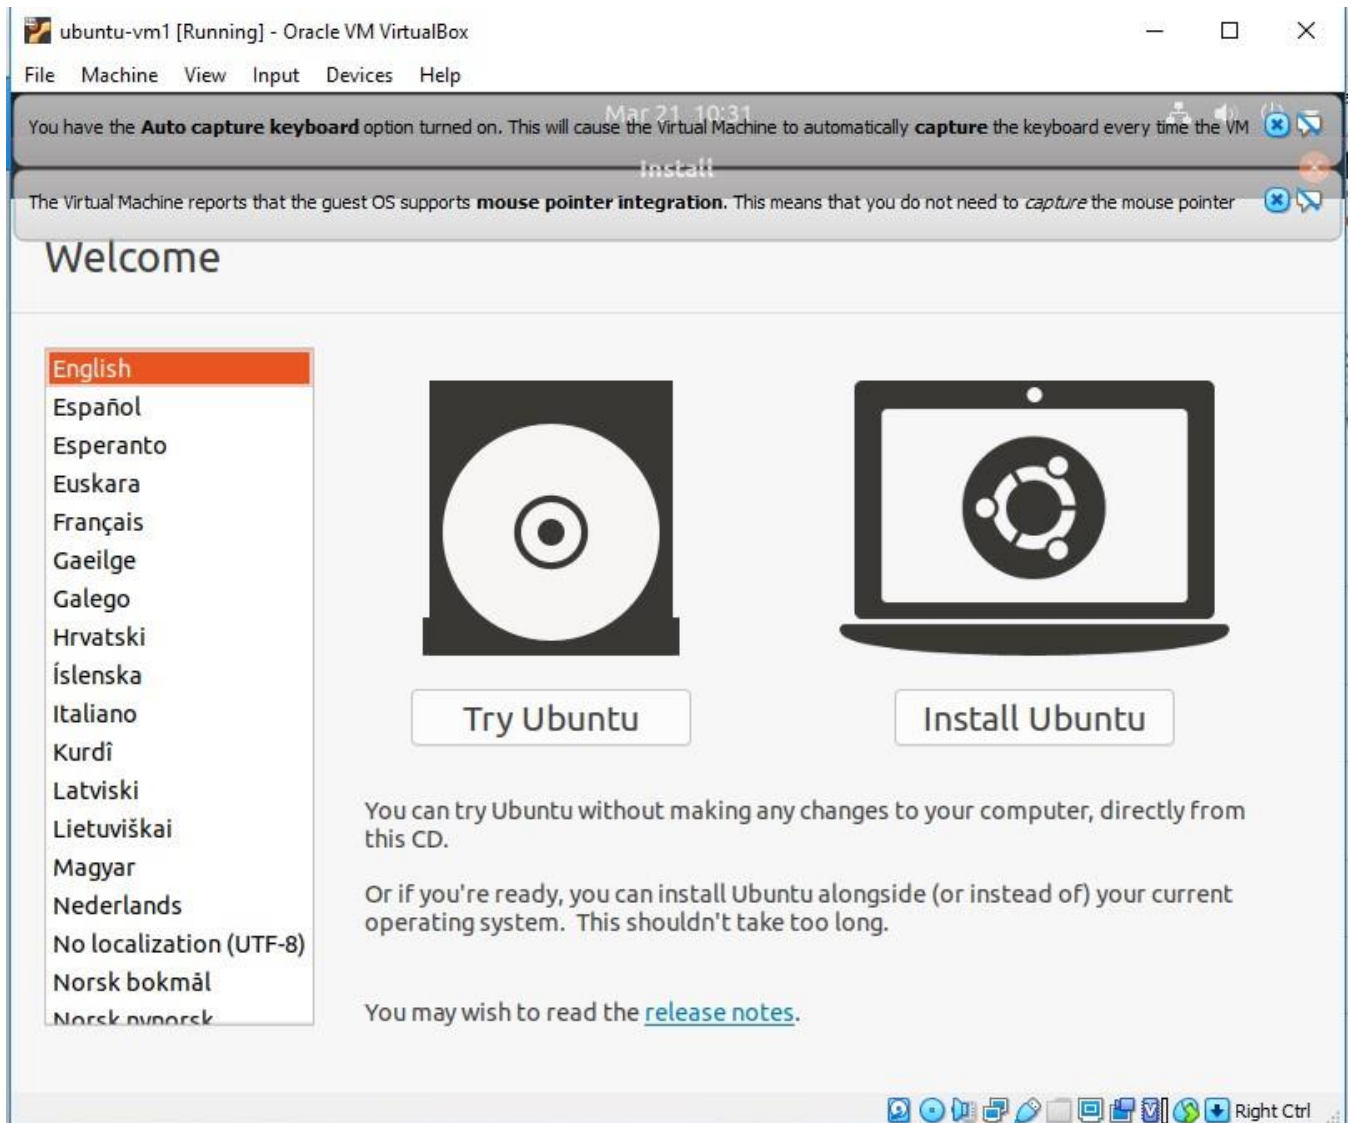 ubuntu-vm1 [Running] - Oracle VM VirtualBox
File Machine View Input Devices Help
Mar 21 10:31
You have the Auto capture keyboard option turned on. This will cause the Virtual Machine to automatically capture the keyboard every time the VM
Install
The Virtual Machine reports that the guest OS supports mouse pointer integration. This means that you do not need to capture the mouse pointer
Welcome
English
Español
Esperanto
Euskara
Français
Gaeilge
Galego
Hrvatski
Íslenska
Italiano
Kurdî
Latviski
Lietuviškai
Magyar
Nederlands
No localization (UTF-8)
Norsk bokmål
Norsk nynorsk
Try Ubuntu
Install Ubuntu
You can try Ubuntu without making any changes to your computer, directly from
this CD.
Or if you're ready, you can install Ubuntu alongside (or instead of) your current
operating system. This shouldn't take too long.
You may wish to read the release notes.
Right Ctrl